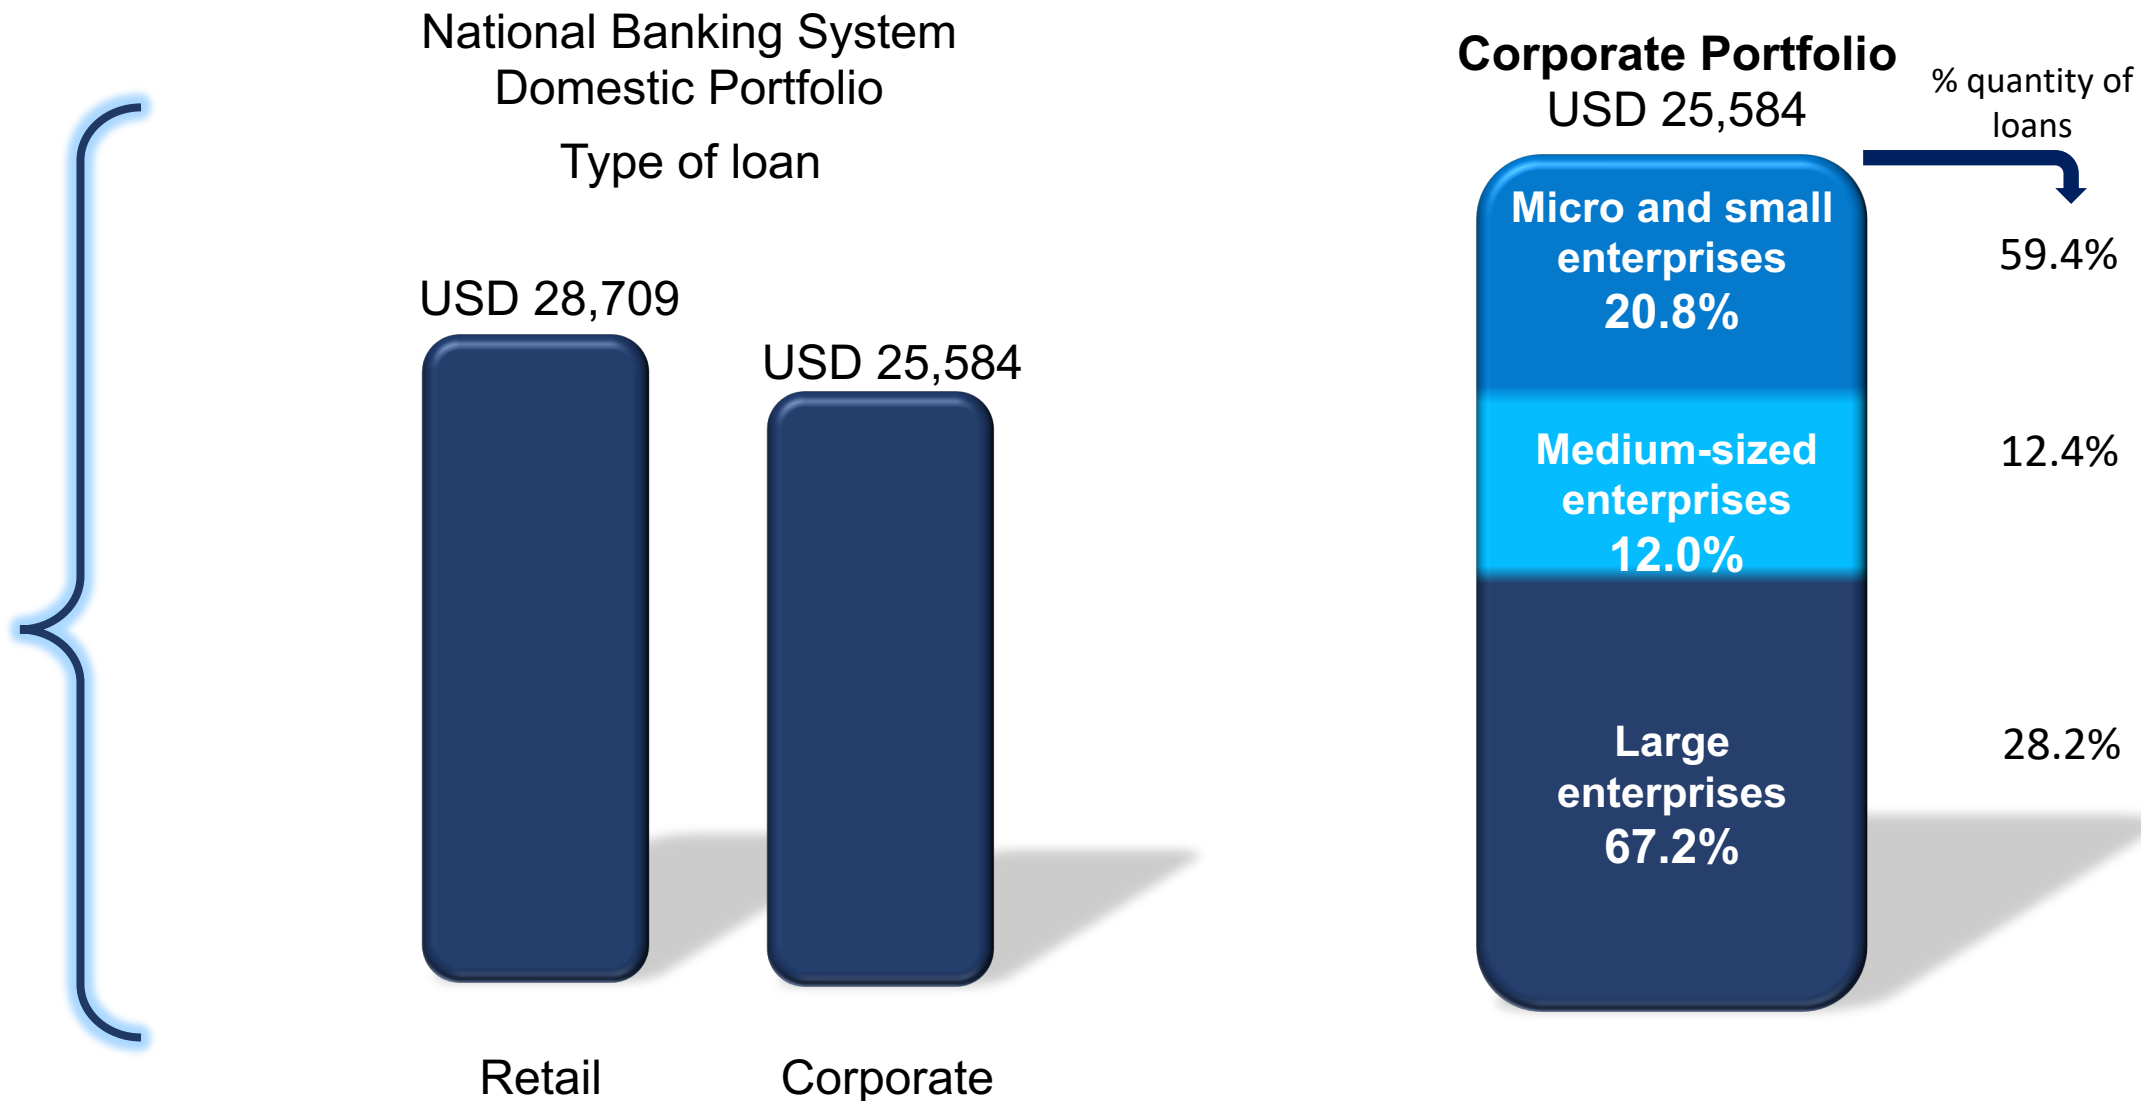 National Banking System
Domestic Portfolio
Type of loan
USD 28,709
USD 25,584
Retail
Corporate
Corporate Portfolio
USD 25,584
% quantity of
loans
Micro and small
enterprises
20.8%
59.4%
Medium-sized
enterprises
12.0%
12.4%
Large
enterprises
67.2%
28.2%